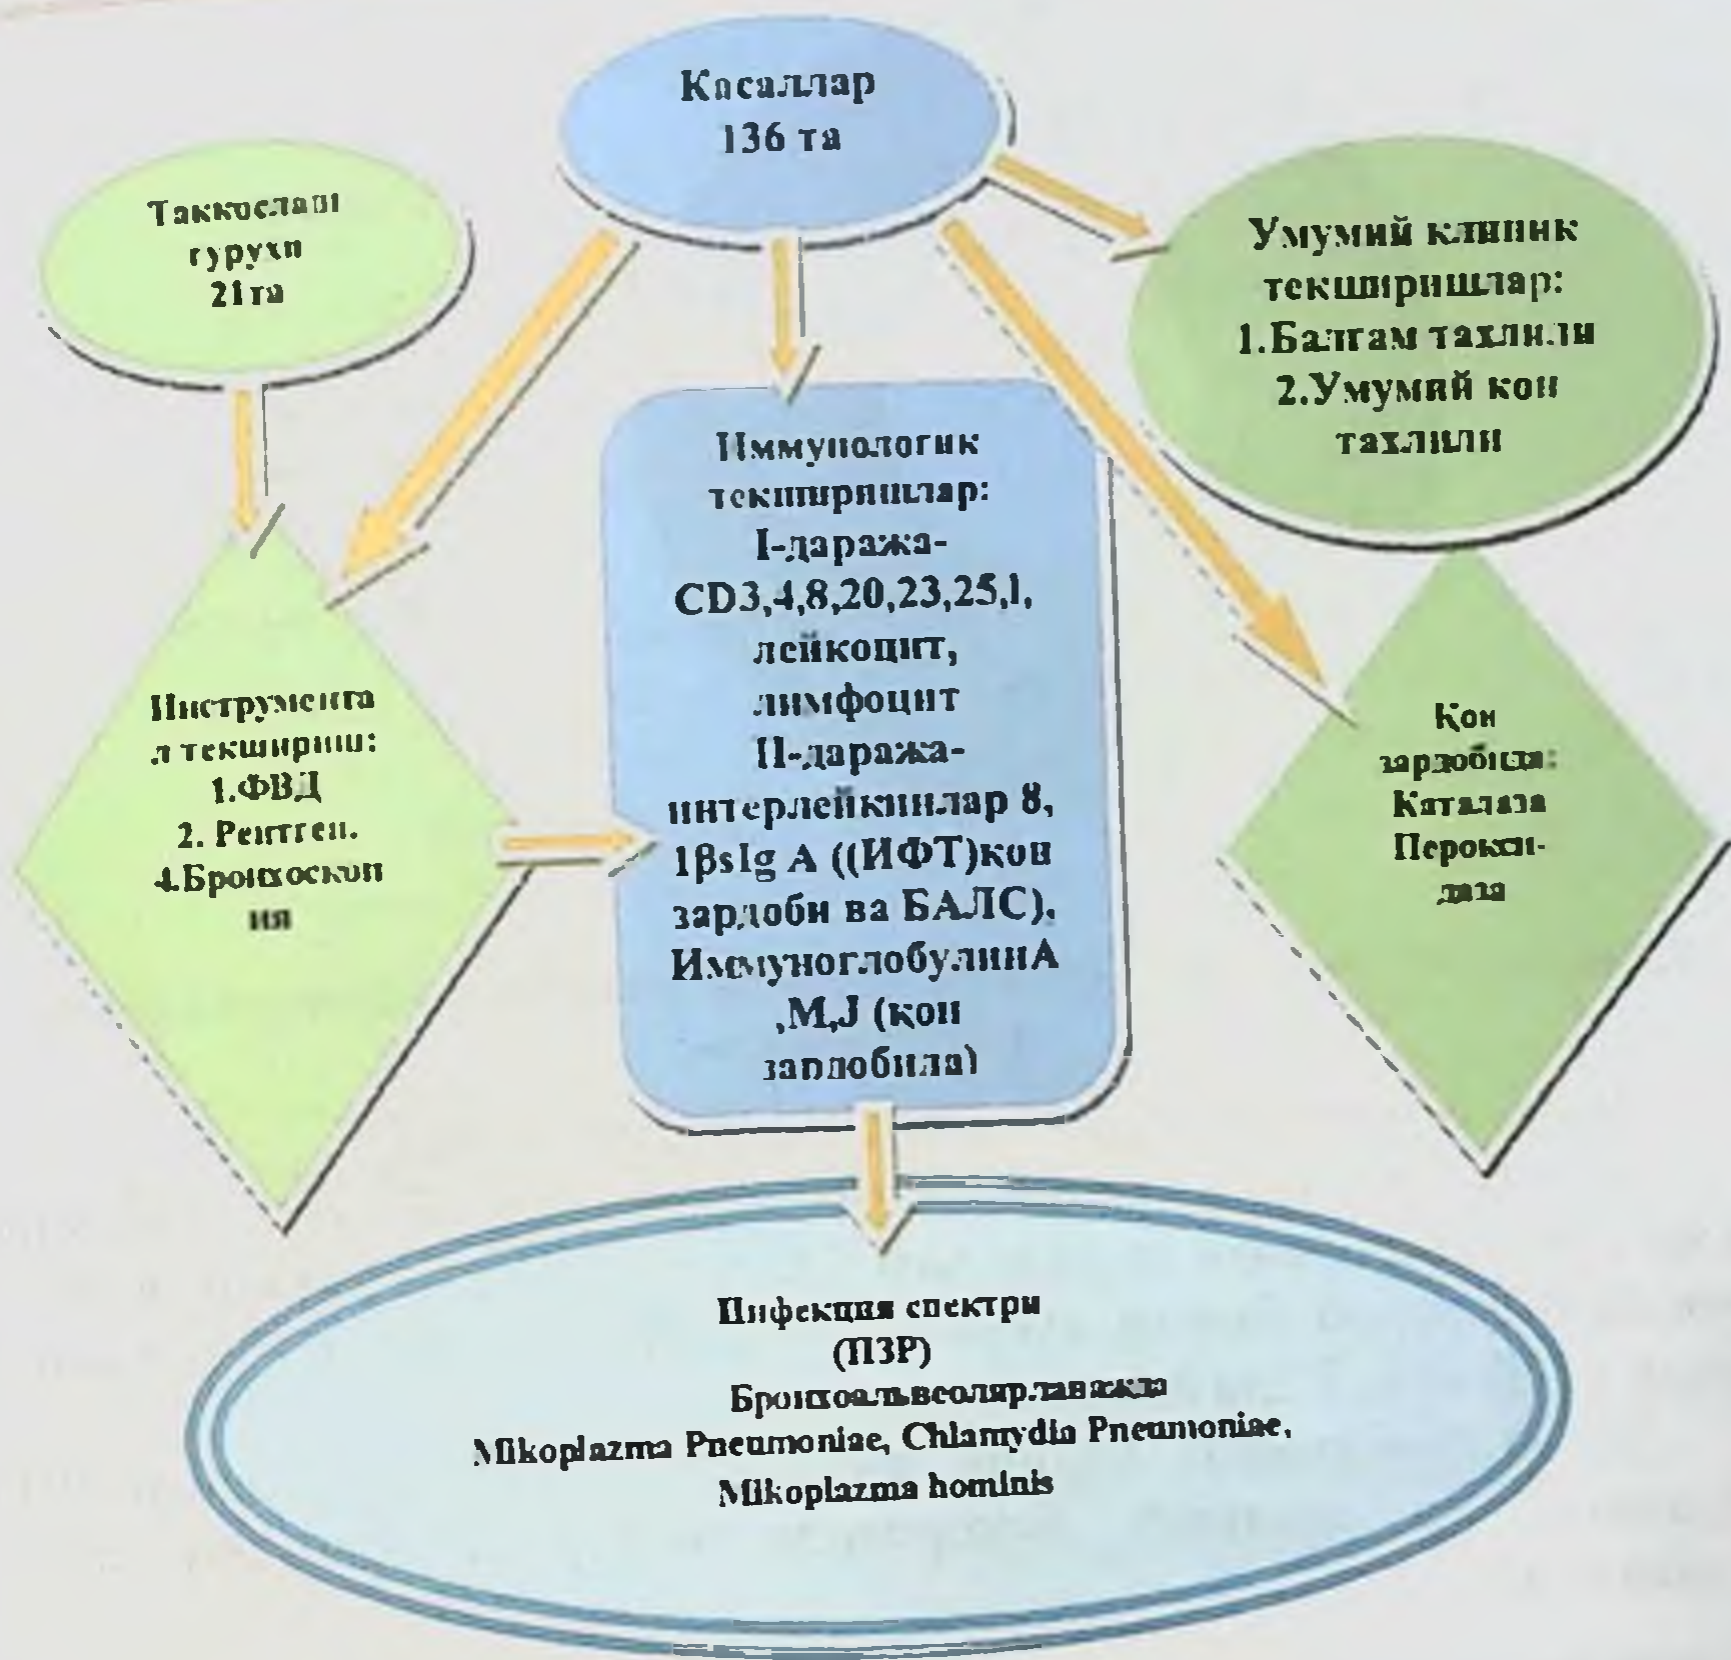 Касаллар
136 та
Таккослаш
гурухи
21та
Умумий клиник
текширишлар:
1.Балгам тахлили
2.Умумий кон
тахлили
Иммунологик
текширишлар:
I-даража-
CD3,4,8,20,23,25,1,
лейкоцит,
лимфоцит
II-даража-
интерлейкинлар 8,
1βsIg A ((ИФТ)кон
зардоби ва БАЛС),
ИммуноглобулинА
,М,J (кон
зардобида)
Инструмента
л текшириш:
1.ФВД
2. Рентген.
4.Бронхоскоп
ия
Қон
зардобида:
Каталаза
Перокси-
даза
Инфекция спектри
(ПЗР)
Бронхоальвеолярлаважда
Mikoplazma Pneumoniae, Chlamydia Pneumoniae,
Mikoplazma hominis